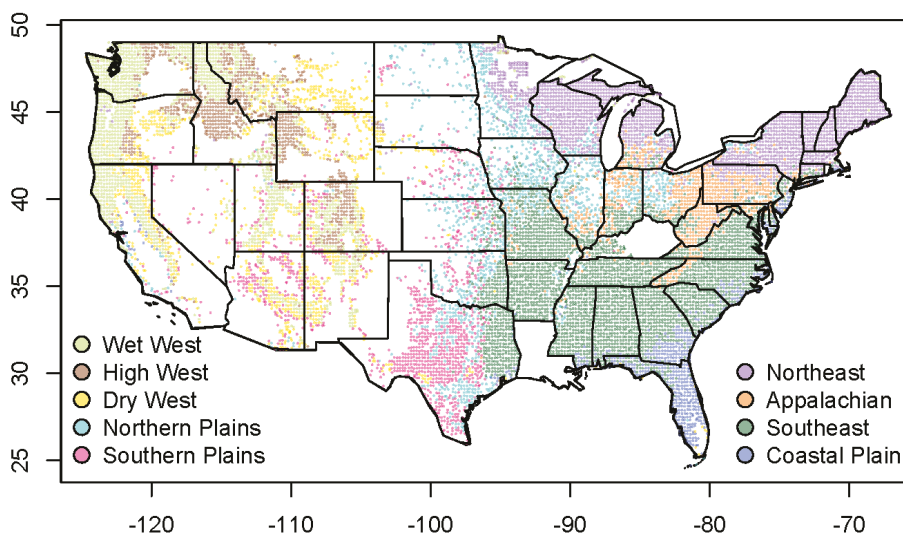 50
45
40
35
30
25
Wet West
High West
Dry West
Northern Plains
Southern Plains
Northeast
Appalachian
Southeast
Coastal Plain
-120
-110
-100
-90
-80
-70